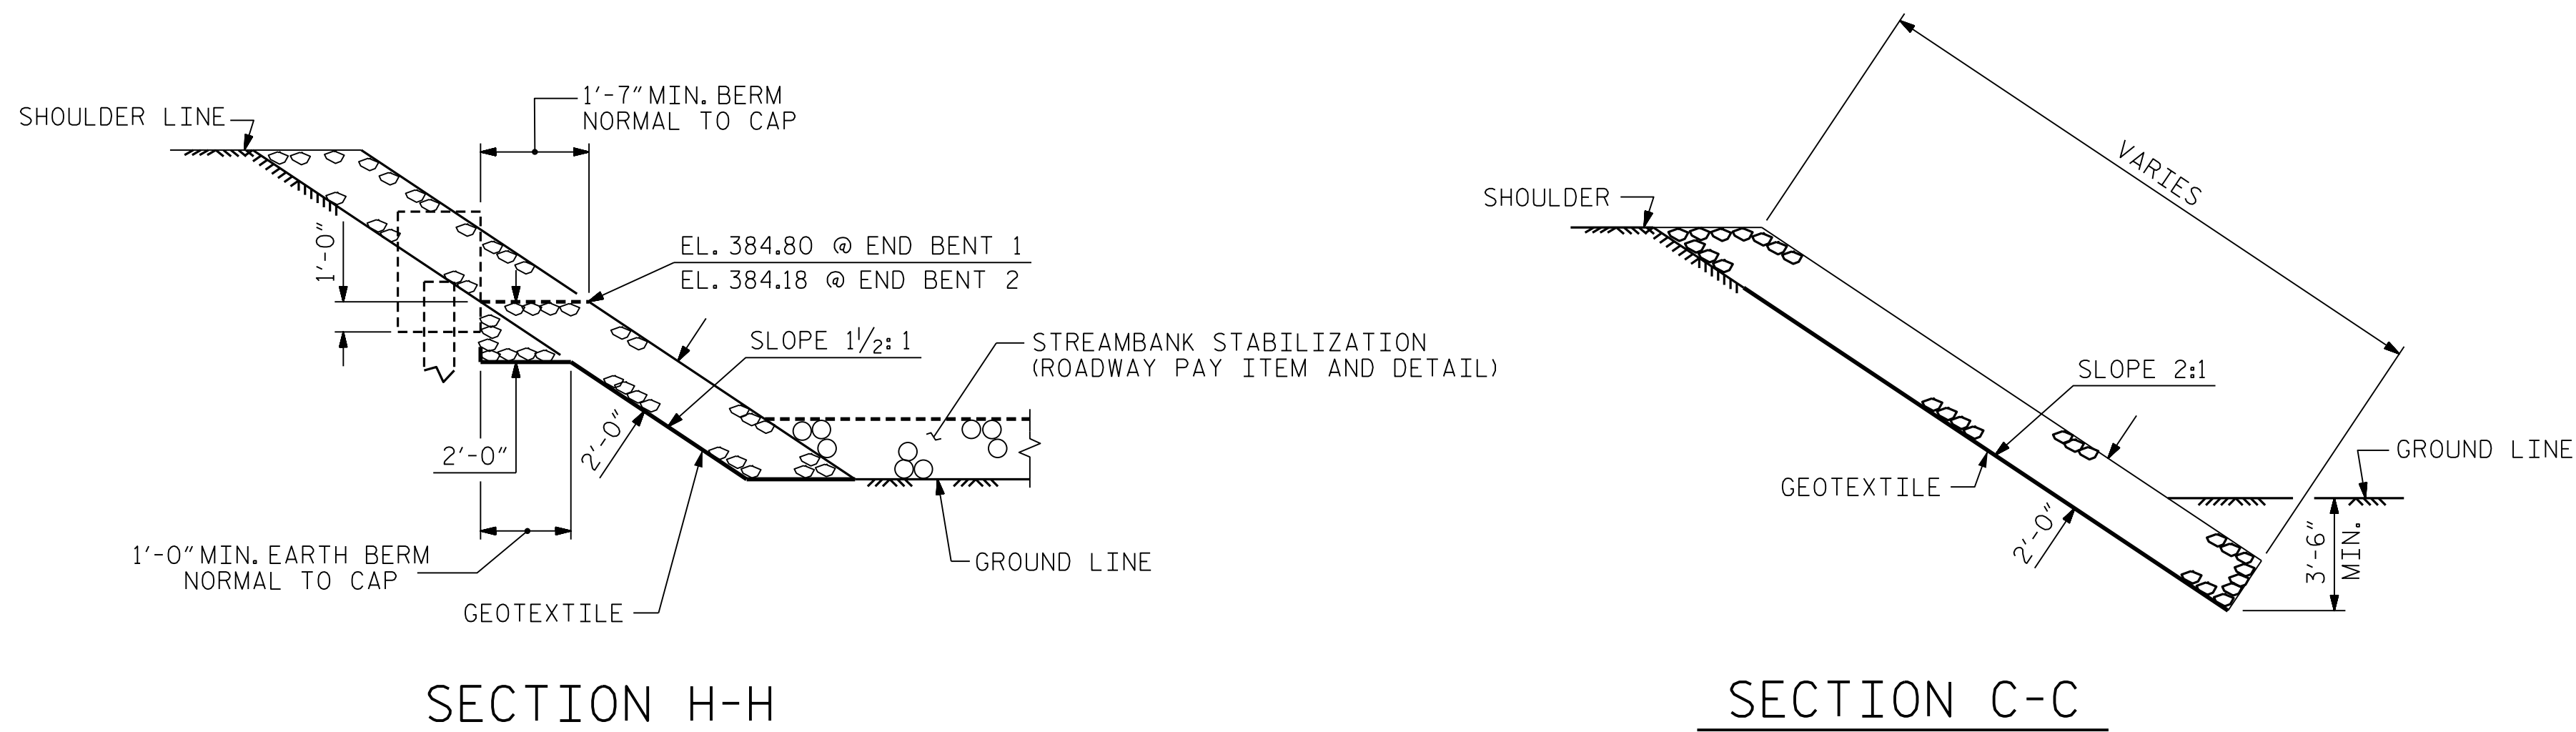 SHOULDER LINE
1'-7" MIN. BERM
NORMAL TO CAP
1'-0"
EL. 384.80 @ END BENT 1
EL. 384.18 @ END BENT 2
SLOPE 1 1/2:1
STREAMBANK STABILIZATION
(ROADWAY PAY ITEM AND DETAIL)
2'-0"
2'-0"
1'-0" MIN. EARTH BERM
NORMAL TO CAP
GEOTEXTILE
GROUND LINE
SECTION H-H
SHOULDER
VARIES
SLOPE 2:1
GEOTEXTILE
GROUND LINE
2'-0"
3'-6"
MIN.
SECTION C-C